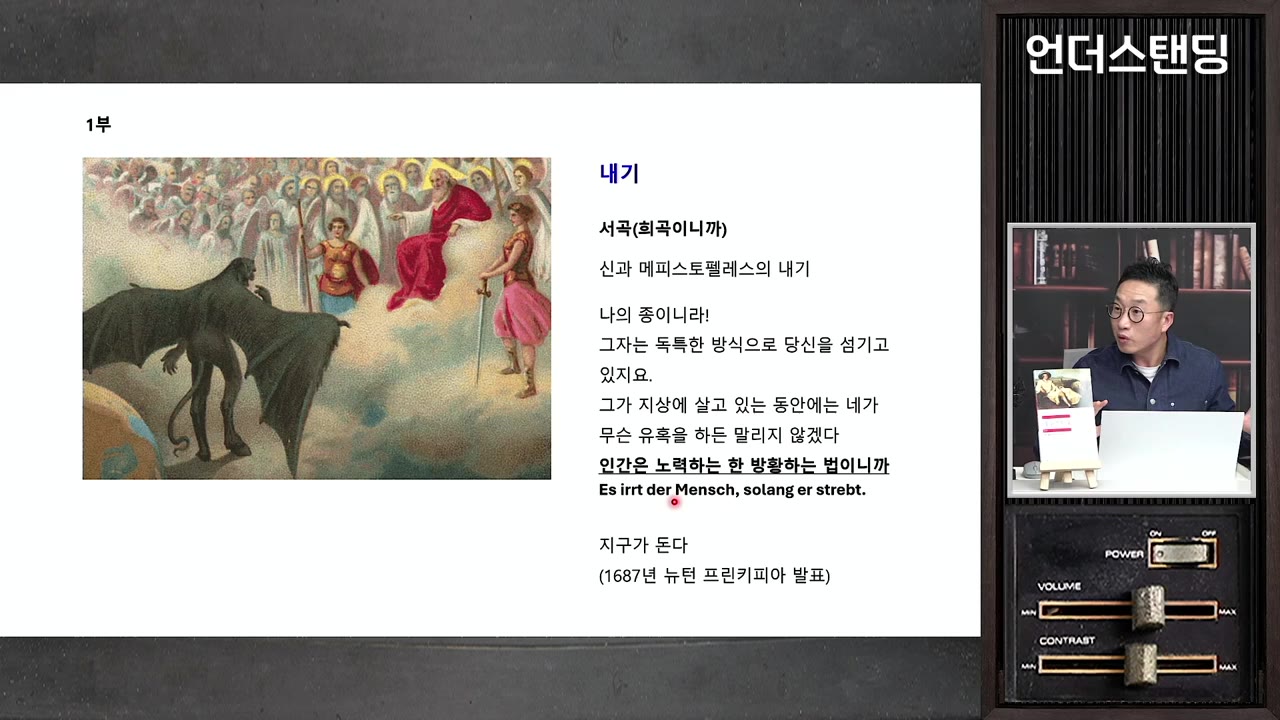 언더스탠딩
1부
내기
서곡(희곡이니까)
신과 메피스토펠레스의 내기
나의 종이니라!
그자는 독특한 방식으로 당신을 섬기고
있지요.
그가 지상에 살고 있는 동안에는 네가
무슨 유혹을 하든 말리지 않겠다
인간은 노력하는 한 방황하는 법이니까
Es irrt der Mensch, solang er strebt.
지구가 돈다
(1687년 뉴턴 프린키피아 발표)
ON OFF
POWER
VOLUME
MIN MAX
CONTRAST
MIN MAX